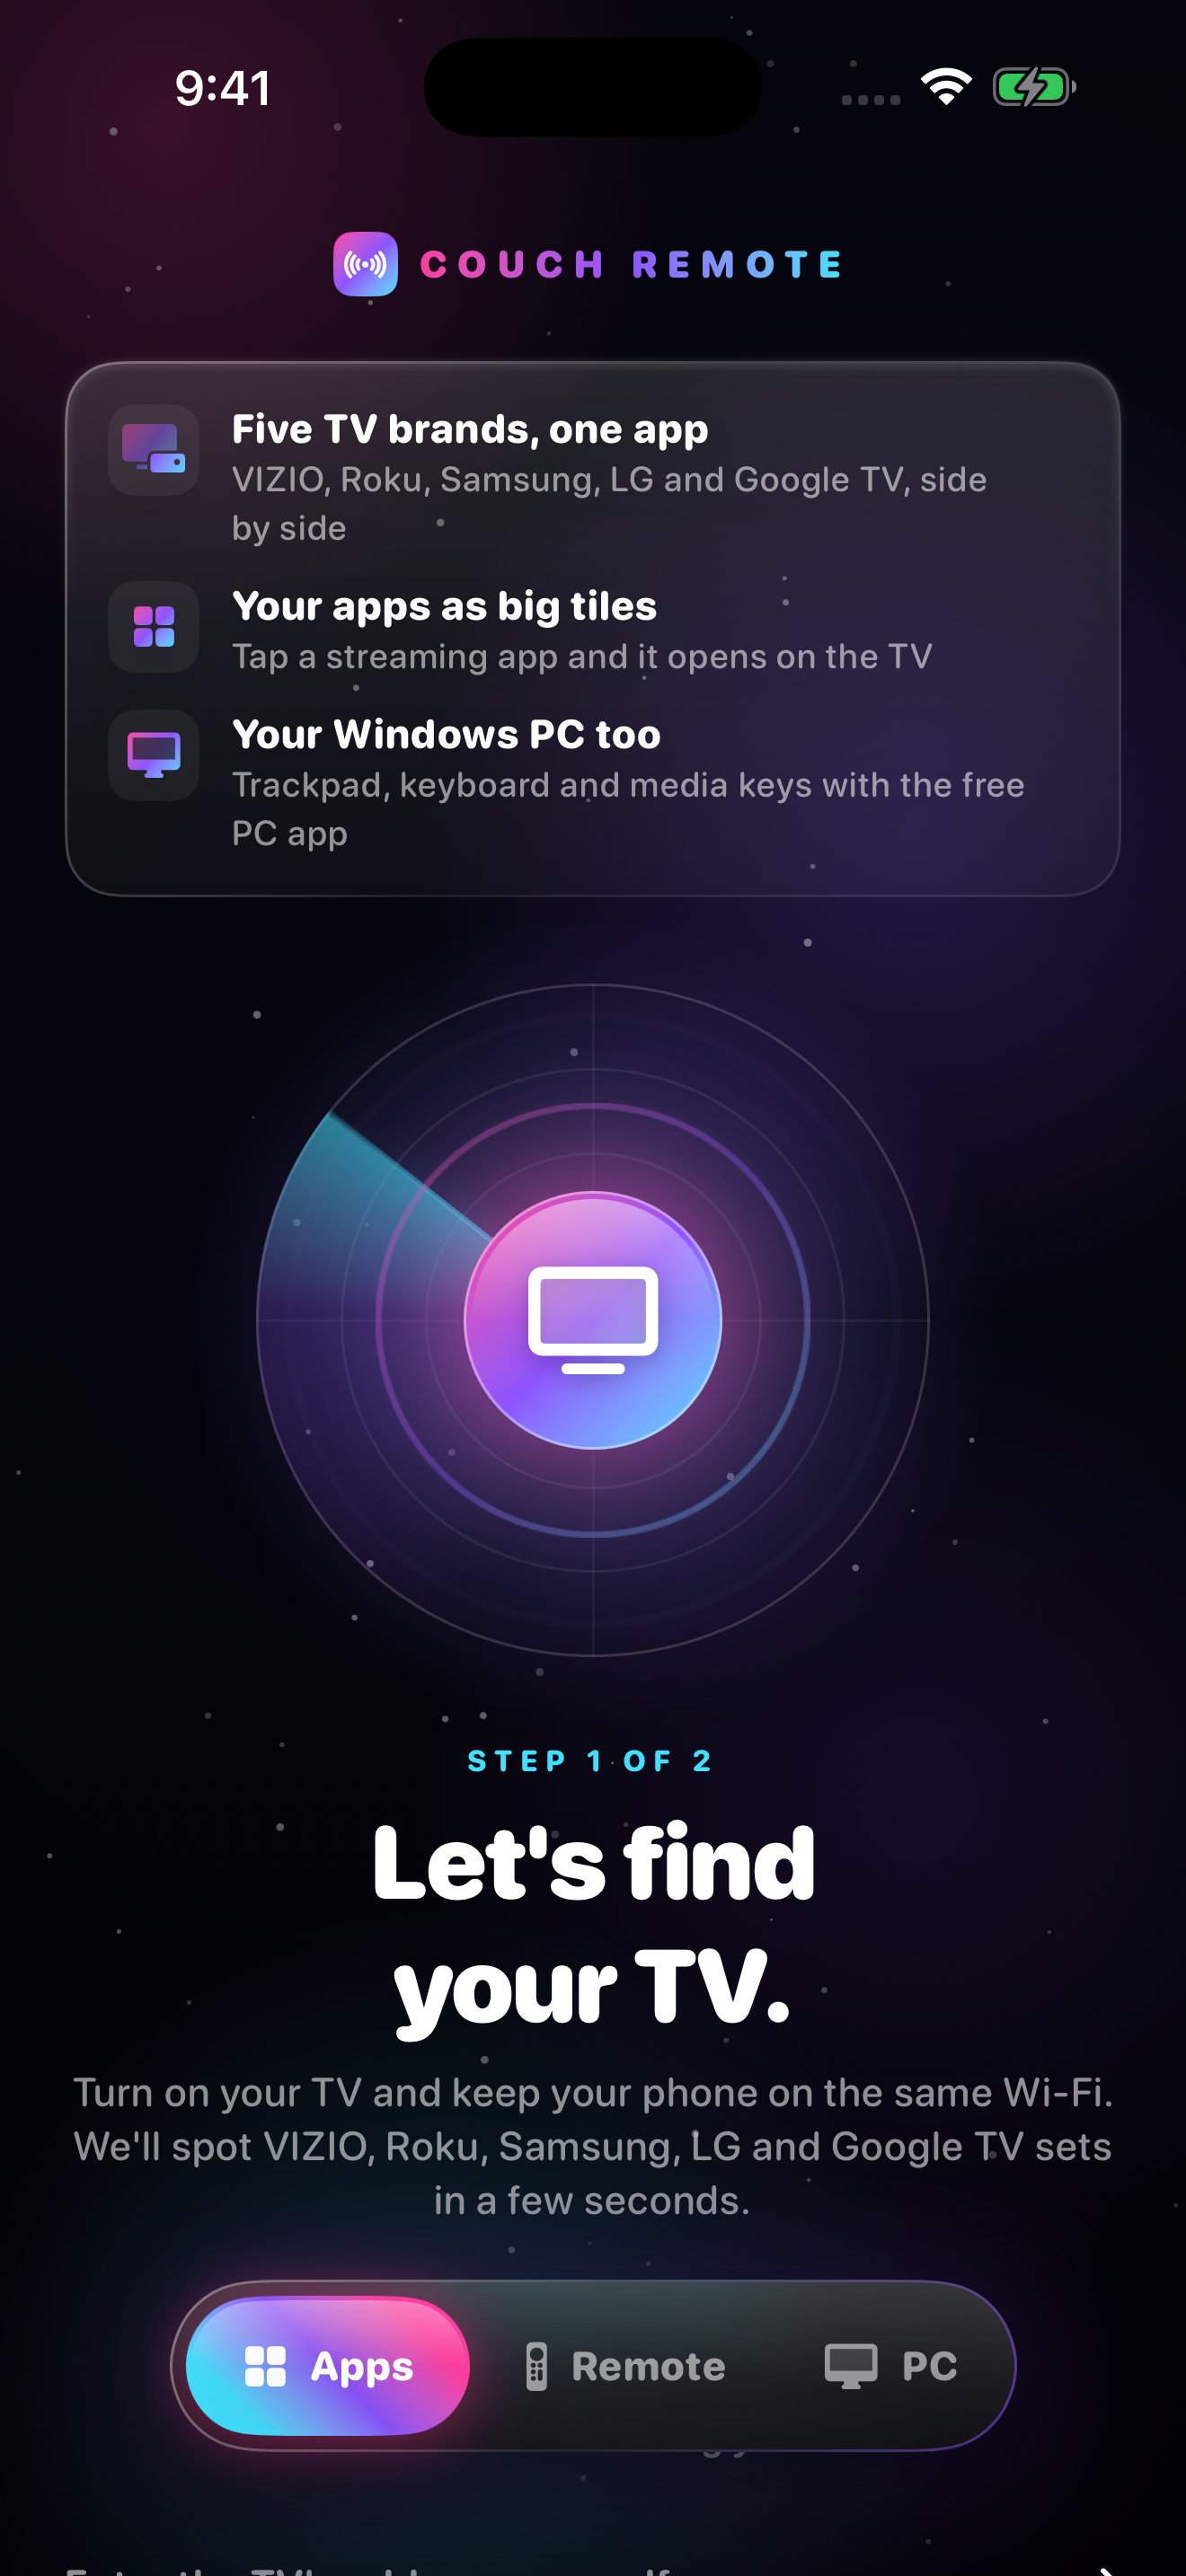 9:41
COUCH REMOTE
Five TV brands, one app
VIZIO, Roku, Samsung, LG and Google TV, side
by side
Your apps as big tiles
Tap a streaming app and it opens on the TV
Your Windows PC too
Trackpad, keyboard and media keys with the free
PC app
STEP 1 OF 2
Let's find
your TV.
Turn on your TV and keep your phone on the same Wi-Fi.
We'll spot VIZIO, Roku, Samsung, LG and Google TV sets
in a few seconds.
Apps
Remote
PC